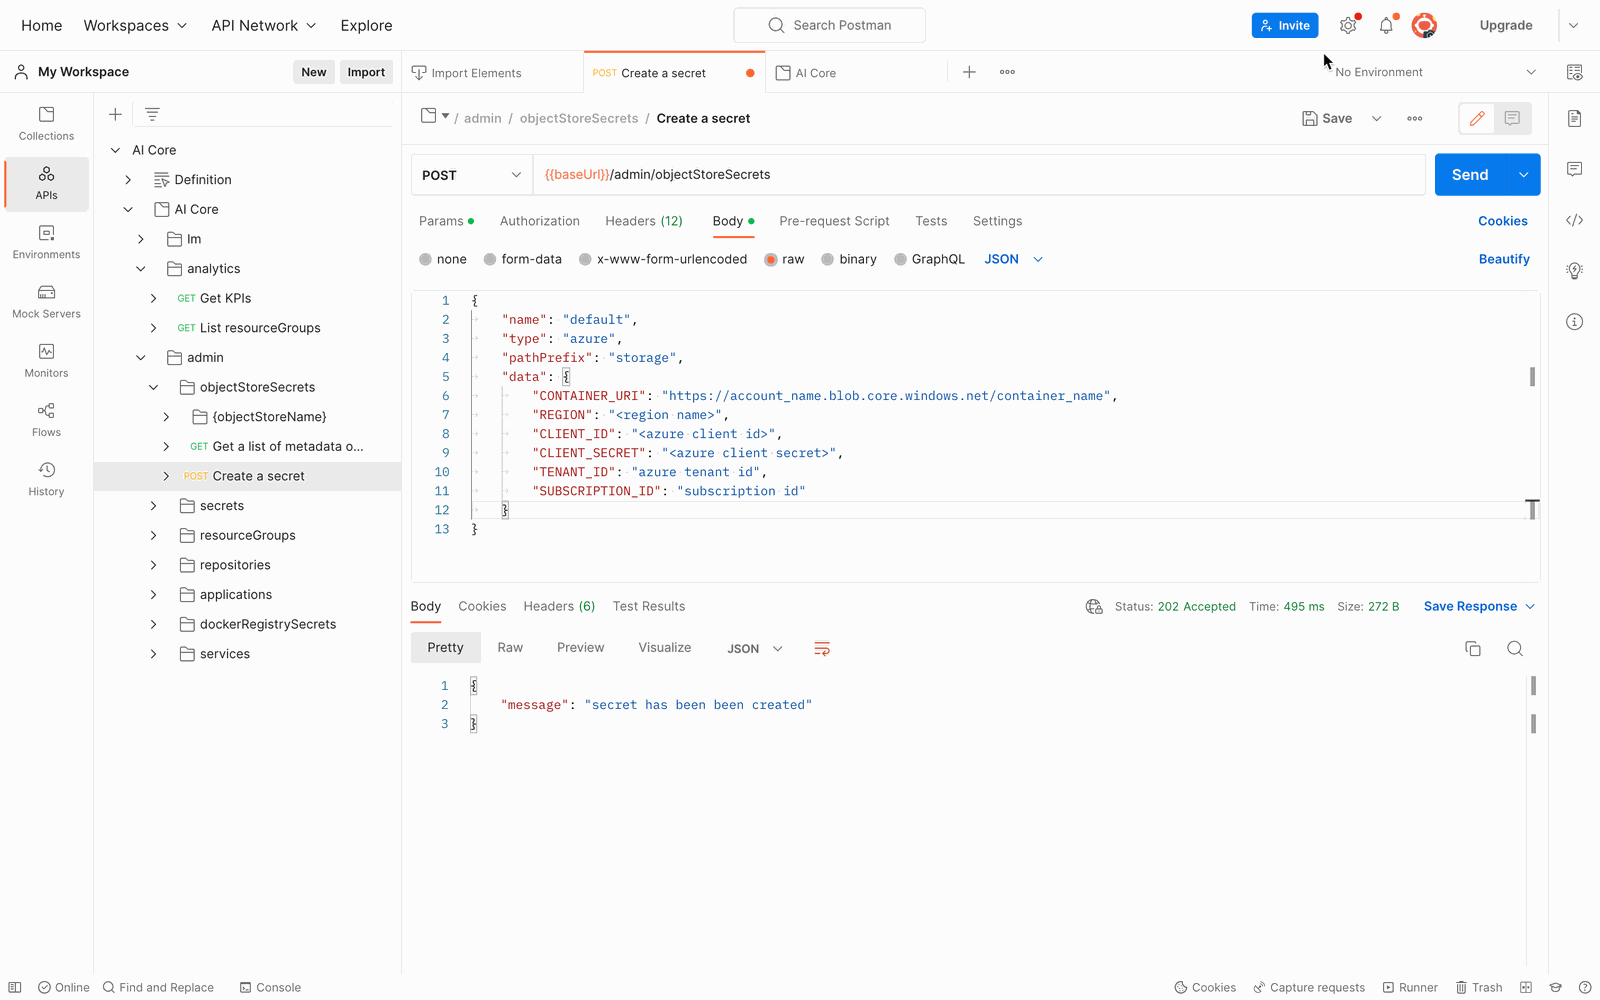 Home Workspaces API Network Explore Search Postman Invite Upgrade
My Workspace New Import Import Elements POST Create a secret AI Core No Environment
Collections
APIs
Environments
Mock Servers
Monitors
Flows
History
AI Core
Definition
AI Core
lm
analytics
GET Get KPIs
GET List resourceGroups
admin
objectStoreSecrets
{objectStoreName}
GET Get a list of metadata o...
POST Create a secret
secrets
resourceGroups
repositories
applications
dockerRegistrySecrets
services
/ admin / objectStoreSecrets / Create a secret Save
POST {{baseUrl}}/admin/objectStoreSecrets Send
Params Authorization Headers (12) Body Pre-request Script Tests Settings Cookies
none form-data x-www-form-urlencoded raw binary GraphQL JSON Beautify
1 {
2 "name": "default",
3 "type": "azure",
4 "pathPrefix": "storage",
5 "data": {
6 "CONTAINER_URI": "https://account_name.blob.core.windows.net/container_name",
7 "REGION": "<region name>",
8 "CLIENT_ID": "<azure client id>",
9 "CLIENT_SECRET": "<azure client secret>",
10 "TENANT_ID": "azure tenant id",
11 "SUBSCRIPTION_ID": "subscription id"
12 }
13 }
Body Cookies Headers (6) Test Results Status: 202 Accepted Time: 495 ms Size: 272 B Save Response
Pretty Raw Preview Visualize JSON
1 {
2 "message": "secret has been been created"
3 }
Online Find and Replace Console Cookies Capture requests Runner Trash